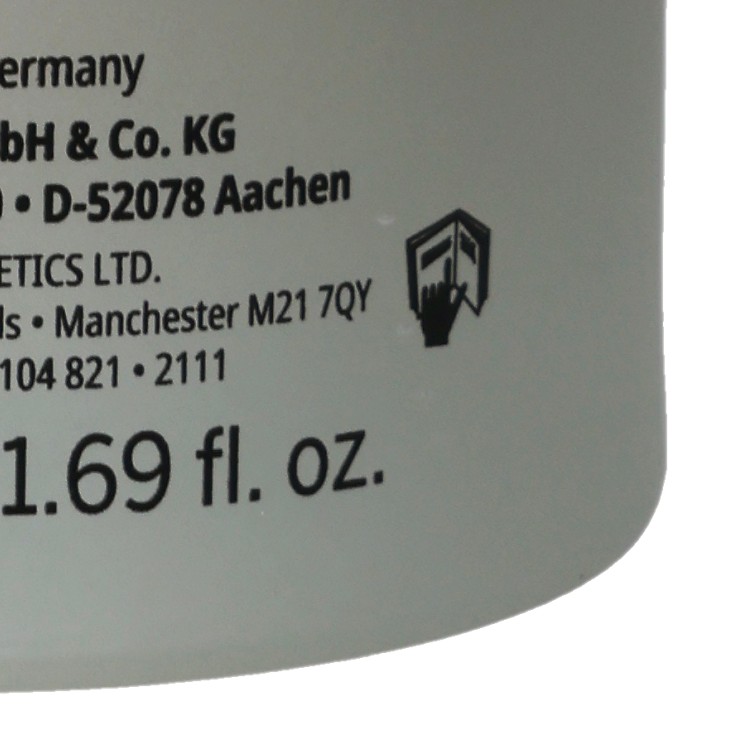 ermany
bH & Co. KG
• D-52078 Aachen
ETICS LTD.
ls • Manchester M21 7QY
104 821 • 2111
1.69 fl. oz.